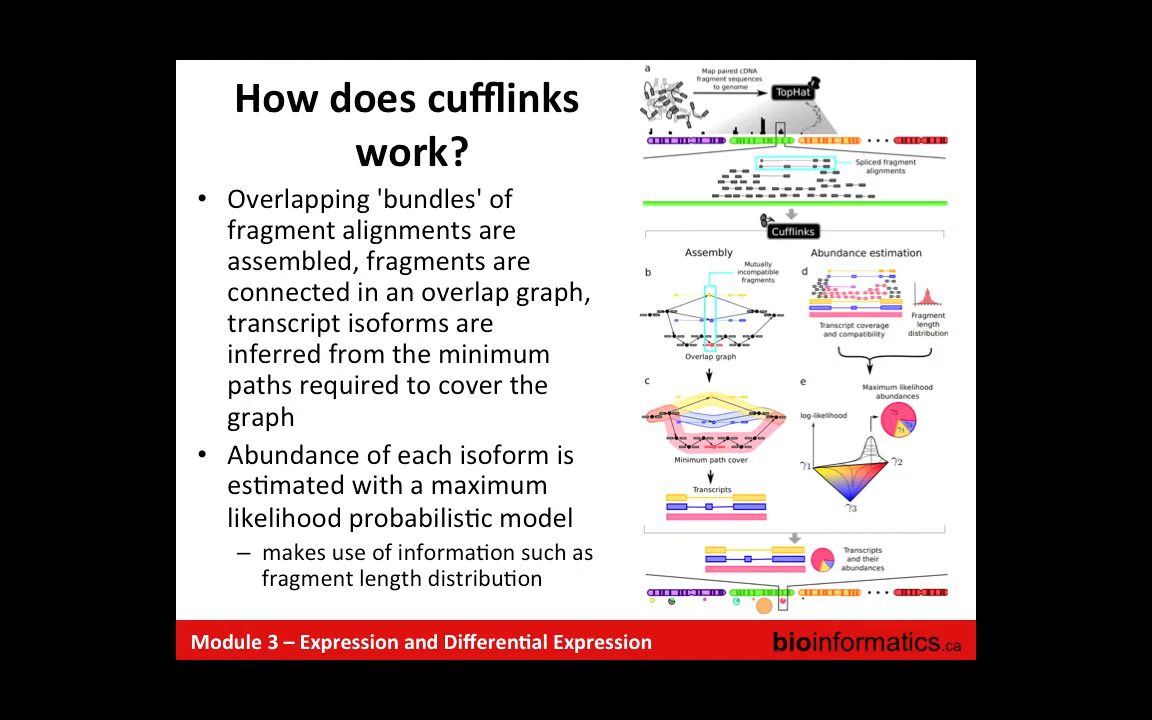 How does cufflinks
work?
• Overlapping 'bundles' of
fragment alignments are
assembled, fragments are
connected in an overlap graph,
transcript isoforms are
inferred from the minimum
paths required to cover the
graph
• Abundance of each isoform is
estimated with a maximum
likelihood probabilistic model
– makes use of information such as
fragment length distribution
a
Map paired cDNA
fragment sequences
to genome
TopHat
Spliced fragment
alignments
Cufflinks
Assembly
Abundance estimation
b
Mutually
incompatible
fragments
Overlap graph
d
Transcript coverage
and compatibility
Fragment
length
distribution
c
Minimum path cover
Transcripts
e
Maximum likelihood
abundances
log-likelihood
γ1
γ2
γ3
Transcripts
and their
abundances
Module 3 – Expression and Differential Expression
bioinformatics.ca